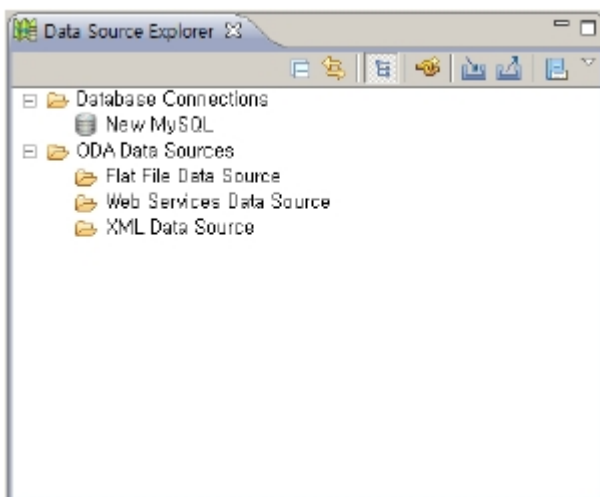 Data Source Explorer
Database Connections
New MySQL
ODA Data Sources
Flat File Data Source
Web Services Data Source
XML Data Source